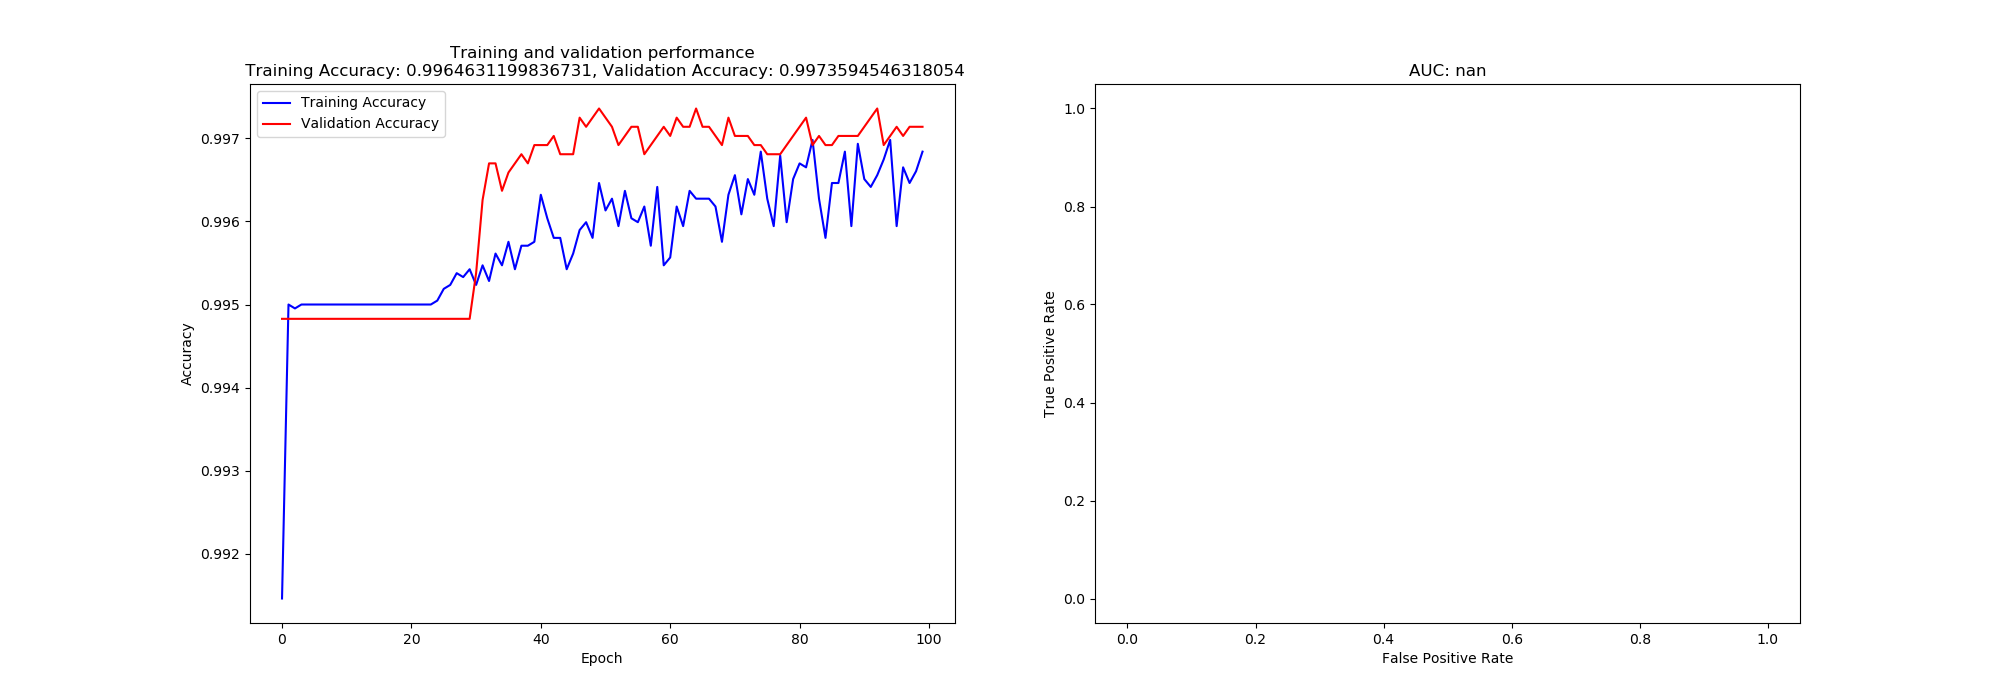 Training and validation performance
Training Accuracy: 0.9964631199836731, Validation Accuracy: 0.9973594546318054
Training Accuracy
Validation Accuracy
0.997
0.996
0.995
0.994
0.993
0.992
Accuracy
0 20 40 60 80 100
Epoch
AUC: nan
1.0
0.8
0.6
0.4
0.2
0.0
True Positive Rate
0.0 0.2 0.4 0.6 0.8 1.0
False Positive Rate